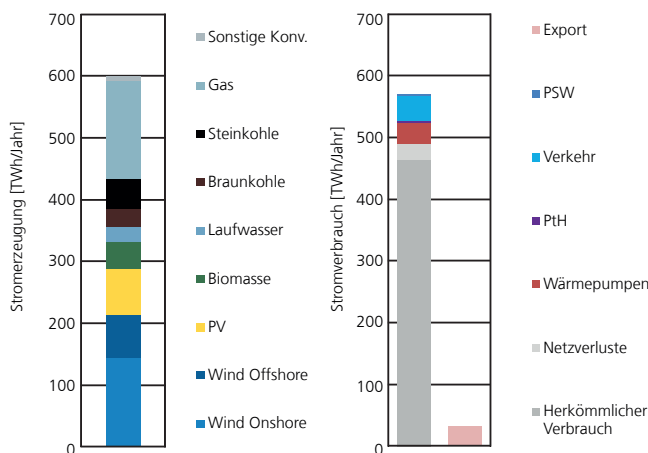 Stromerzeugung [TWh/Jahr]
700
600
500
400
300
200
100
0
Sonstige Konv.
Gas
Steinkohle
Braunkohle
Laufwasser
Biomasse
PV
Wind Offshore
Wind Onshore
Stromverbrauch [TWh/Jahr]
700
600
500
400
300
200
100
0
Export
PSW
Verkehr
PtH
Wärmepumpen
Netzverluste
Herkömmlicher
Verbrauch